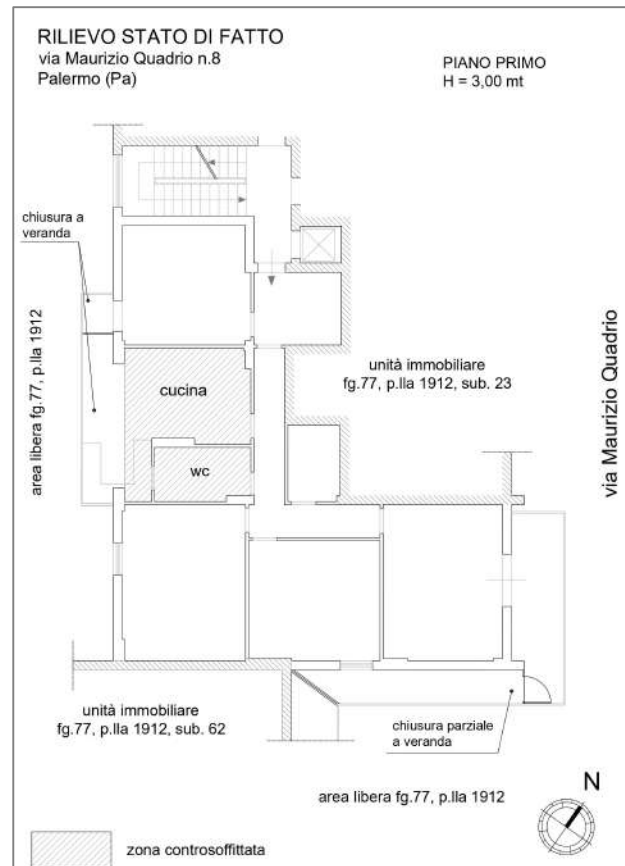 RILIEVO STATO DI FATTO
via Maurizio Quadrio n.8
Palermo (Pa)
PIANO PRIMO
H = 3,00 mt
chiusura a
veranda
area libera fg.77, p.lla 1912
cucina
wc
unità immobiliare
fg.77, p.lla 1912, sub. 23
via Maurizio Quadrio
unità immobiliare
fg.77, p.lla 1912, sub. 62
chiusura parziale
a veranda
area libera fg.77, p.lla 1912
N
zona controsoffittata